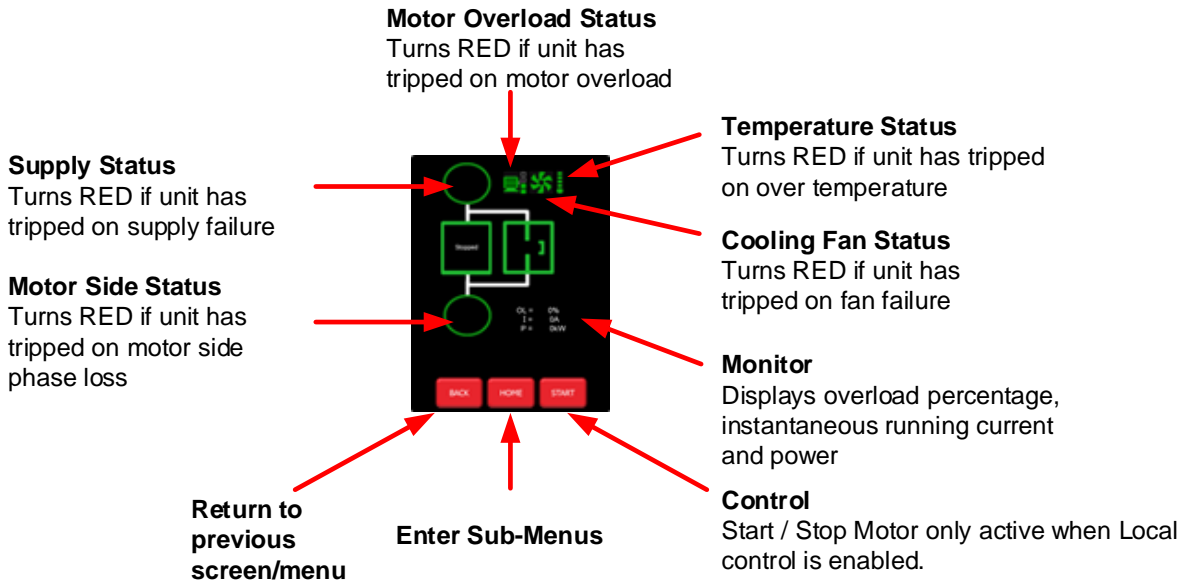 Motor Overload Status
Turns RED if unit has
tripped on motor overload
Supply Status
Turns RED if unit has
tripped on supply failure
Motor Side Status
Turns RED if unit has
tripped on motor side
phase loss
Stopped
OL = 0%
I = 0A
P = 0kW
BACK HOME START
Temperature Status
Turns RED if unit has tripped
on over temperature
Cooling Fan Status
Turns RED if unit has
tripped on fan failure
Monitor
Displays overload percentage,
instantaneous running current
and power
Control
Start / Stop Motor only active when Local
control is enabled.
Return to
previous
screen/menu
Enter Sub-Menus